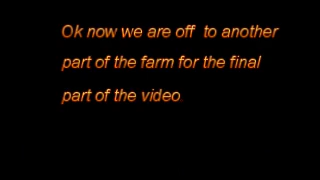 Ok now we are off to another
part of the farm for the final
part of the video